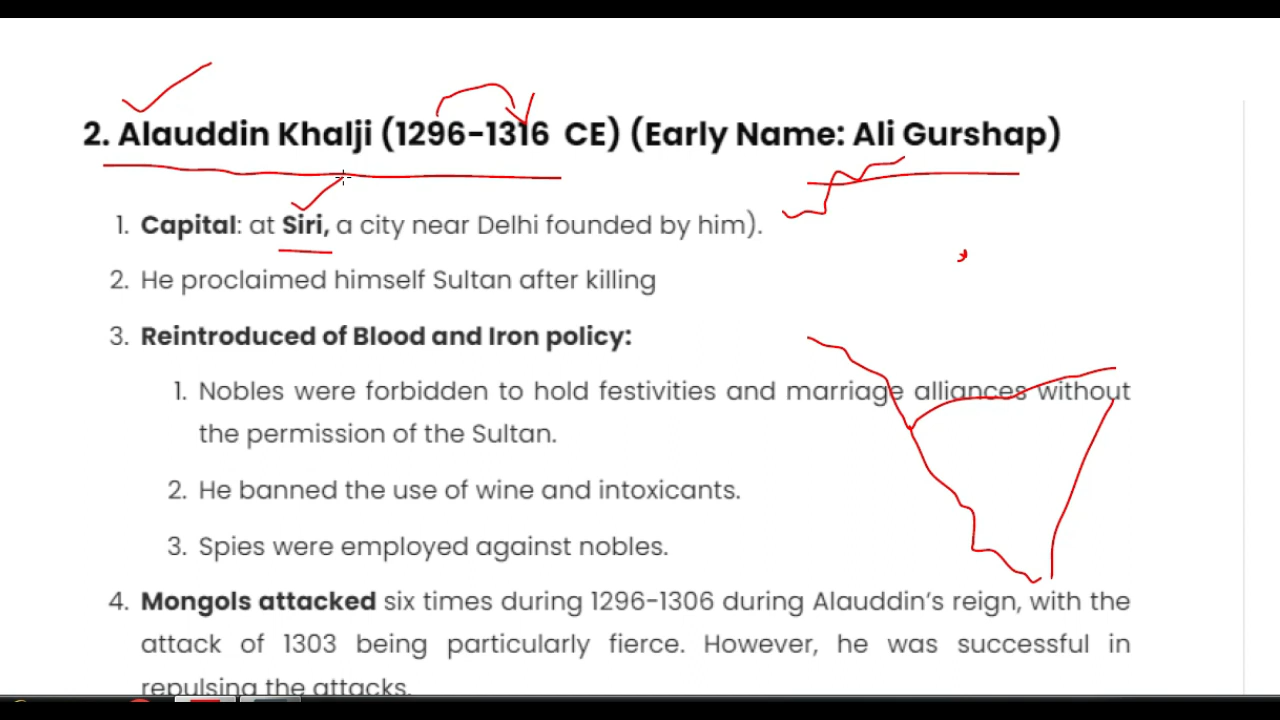 2. Alauddin Khalji (1296-1316 CE) (Early Name: Ali Gurshap)
1. Capital: at Siri, a city near Delhi founded by him).
2. He proclaimed himself Sultan after killing
3. Reintroduced of Blood and Iron policy:
1. Nobles were forbidden to hold festivities and marriage alliances without
the permission of the Sultan.
2. He banned the use of wine and intoxicants.
3. Spies were employed against nobles.
4. Mongols attacked six times during 1296-1306 during Alauddin's reign, with the
attack of 1303 being particularly fierce. However, he was successful in
repulsing the attacks.